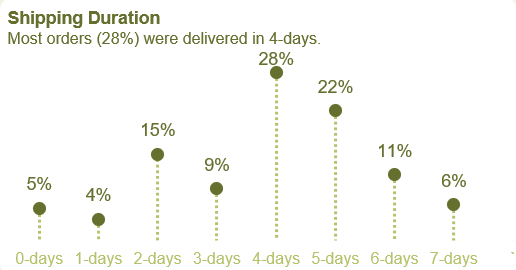 Shipping Duration
Most orders (28%) were delivered in 4-days.
28%
22%
15%
11%
9%
5%
6%
4%
0-days 1-days 2-days 3-days 4-days 5-days 6-days 7-days